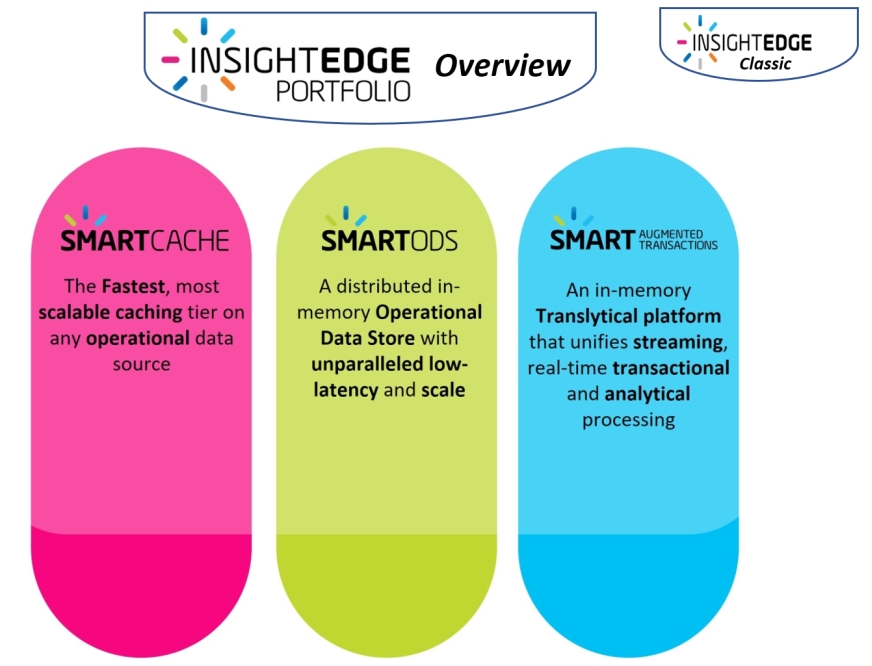 INSIGHTEDGE
PORTFOLIO
Overview
INSIGHTEDGE
Classic
SMARTCACHE
The Fastest, most
scalable caching tier on
any operational data
source
SMARTODS
A distributed in-
memory Operational
Data Store with
unparalleled low-
latency and scale
SMART AUGMENTED
TRANSACTIONS
An in-memory
Translytical platform
that unifies streaming,
real-time transactional
and analytical
processing